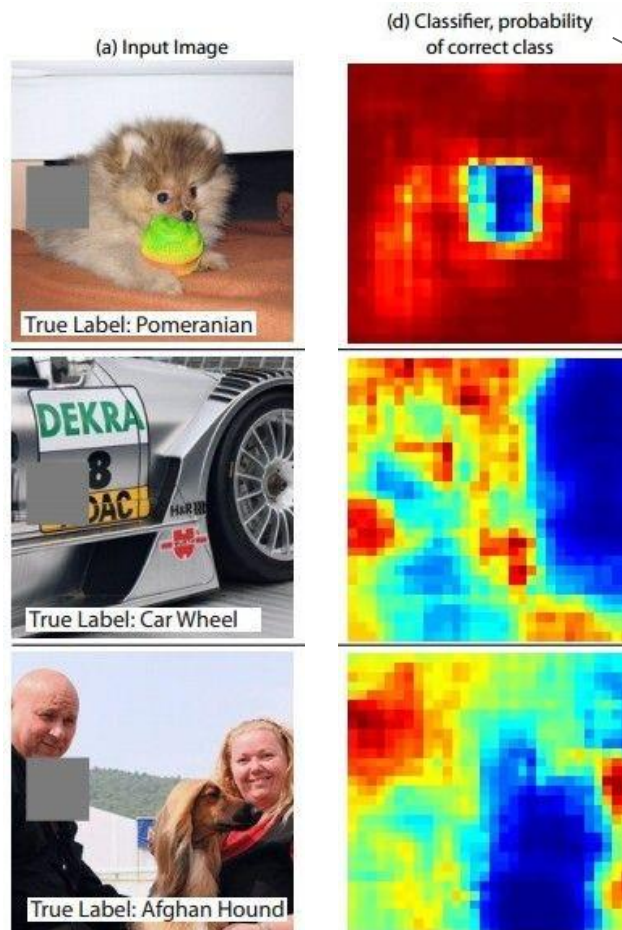 (a) Input Image
(d) Classifier, probability
of correct class
True Label: Pomeranian
DEKRA
8
DAC
H&R
True Label: Car Wheel
True Label: Afghan Hound